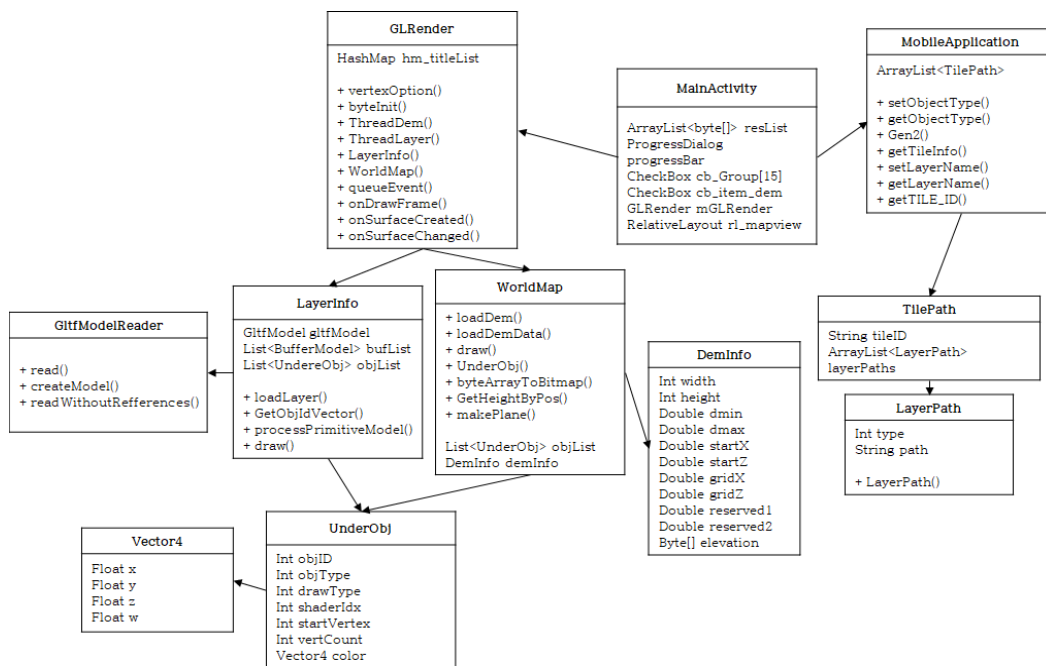 GLRender
HashMap hm_titleList
+ vertexOption()
+ byteInit()
+ ThreadDem()
+ ThreadLayer()
+ LayerInfo()
+ WorldMap()
+ queueEvent()
+ onDrawFrame()
+ onSurfaceCreated()
+ onSurfaceChanged()
MainActivity
ArrayList<byte[]> resList
ProgressDialog
progressBar
CheckBox cb_Group[15]
CheckBox cb_item_dem
GLRender mGLRender
RelativeLayout rl_mapview
MobileApplication
ArrayList<TilePath>
+ setObjectType()
+ getObjectType()
+ Gen2()
+ getTileInfo()
+ setLayerName()
+ getLayerName()
+ getTILE_ID()
GltfModelReader
+ read()
+ createModel()
+ readWithoutRefferences()
LayerInfo
GltfModel gltfModel
List<BufferModel> bufList
List<UndereObj> objList
+ loadLayer()
+ GetObjIdVector()
+ processPrimitiveModel()
+ draw()
WorldMap
+ loadDem()
+ loadDemData()
+ draw()
+ UnderObj()
+ byteArrayToBitmap()
+ GetHeightByPos()
+ makePlane()
List<UnderObj> objList
DemInfo demInfo
DemInfo
Int width
Int height
Double dmin
Double dmax
Double startX
Double startZ
Double gridX
Double gridZ
Double reserved1
Double reserved2
Byte[] elevation
TilePath
String tileID
ArrayList<LayerPath>
layerPaths
LayerPath
Int type
String path
+ LayerPath()
Vector4
Float x
Float y
Float z
Float w
UnderObj
Int objID
Int objType
Int drawType
Int shaderIdx
Int startVertex
Int vertCount
Vector4 color